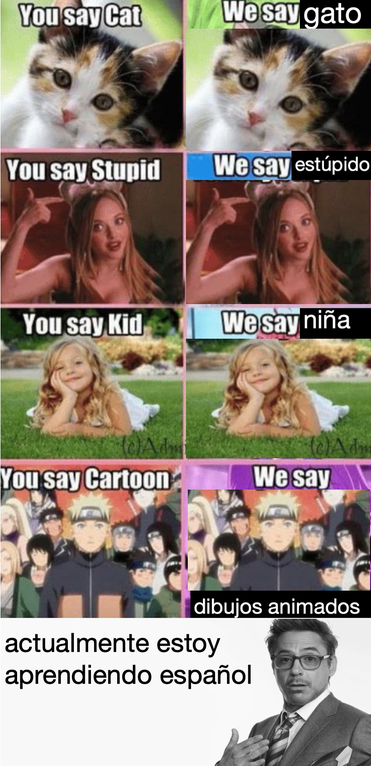 You say Cat
We say gato
You say Stupid
We say estúpido
You say Kid
We say niña
You say Cartoon
We say
dibujos animados
actualmente estoy
aprendiendo español